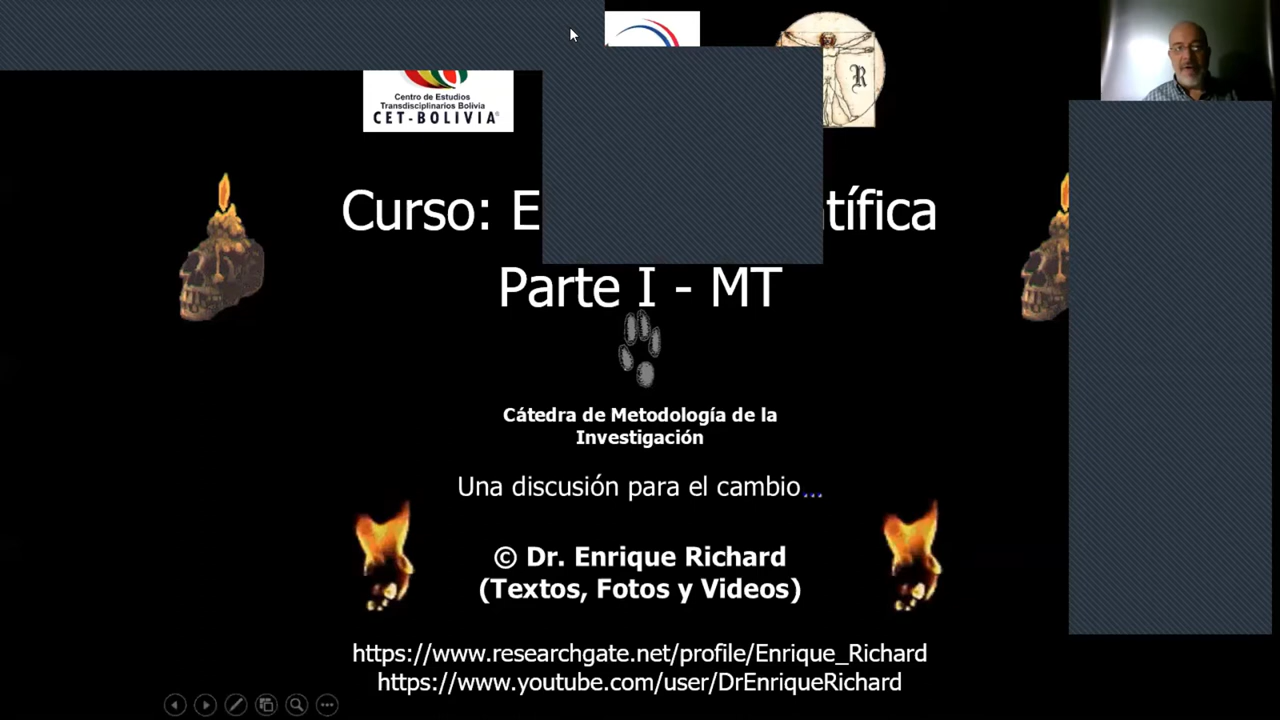 Centro de Estudios
Transdisciplinarios Bolivia
CET-BOLIVIA®
R
Curso: E tífica
Parte I - MT
Cátedra de Metodología de la
Investigación
Una discusión para el cambio...
© Dr. Enrique Richard
(Textos, Fotos y Videos)
https://www.researchgate.net/profile/Enrique_Richard
https://www.youtube.com/user/DrEnriqueRichard